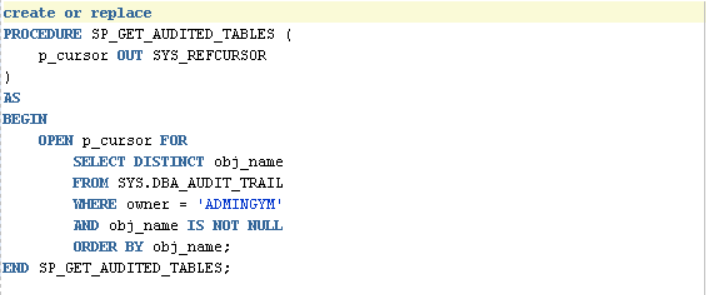 create or replace
PROCEDURE SP_GET_AUDITED_TABLES (
    p_cursor OUT SYS_REFCURSOR
)
AS
BEGIN
    OPEN p_cursor FOR
        SELECT DISTINCT obj_name
        FROM SYS.DBA_AUDIT_TRAIL
        WHERE owner = 'ADMINGYM'
        AND obj_name IS NOT NULL
        ORDER BY obj_name;
END SP_GET_AUDITED_TABLES;